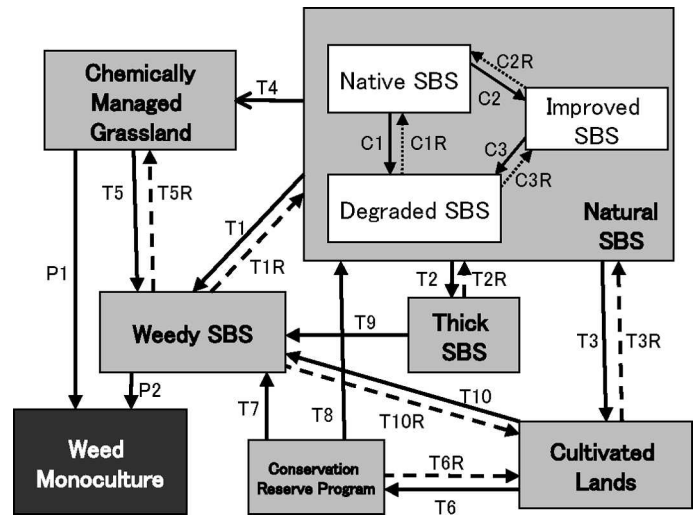 Chemically
Managed
Grassland
T4
Native SBS
C2R
C2
Improved
SBS
C1
C1R
C3
C3R
Degraded SBS
Natural
SBS
T5
T5R
T1
T1R
P1
T2
T2R
T3
T3R
Weedy SBS
T9
Thick
SBS
P2
T7
T8
T10
T10R
Weed
Monoculture
Conservation
Reserve Program
T6R
T6
Cultivated
Lands